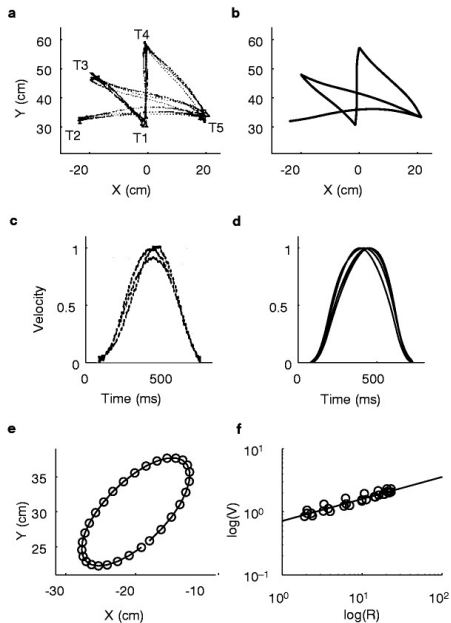 a
b
T4
60
T3
50
Y (cm)
40
30
T2
T1
T5
-20
0
20
X (cm)
60
50
40
30
-20
0
20
X (cm)
c
d
1
Velocity
0.5
0
0
500
Time (ms)
1
0.5
0
0
500
Time (ms)
e
f
35
Y (cm)
30
25
-30
-20
-10
X (cm)
10^1
log(V)
10^0
10^−1
10^0
10^1
10^2
log(R)